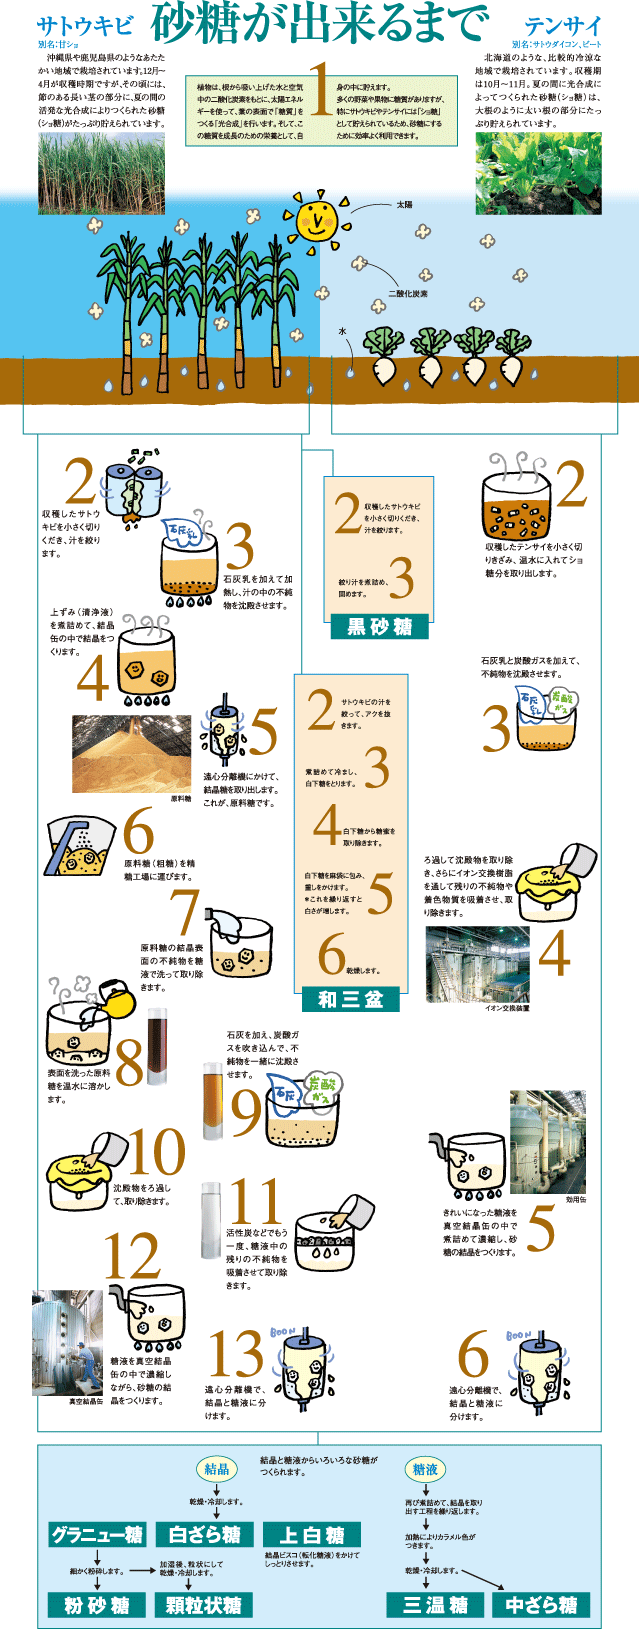 砂糖が出来るまで
サトウキビ
別名:甘ショ
沖縄県や鹿児島県のようなあたた
かい地域で栽培されています。12月〜
4月が収穫時期ですが、その頃には、
節のある長い茎の部分に、夏の間の
活発な光合成によりつくられた砂糖
(ショ糖)がたっぷり貯えられています。
テンサイ
別名:サトウダイコン、ビート
北海道のような、比較的冷涼な
地域で栽培されています。収穫期
は10月〜11月。夏の間に光合成に
よってつくられた砂糖(ショ糖)は、
大根のように太い根の部分にたっ
ぷり貯えられています。
1
植物は、根から吸い上げた水と空気
中の二酸化炭素をもとに、太陽エネル
ギーを使って、葉の表面で「糖質」を
つくる「光合成」を行います。そして、こ
の糖質を成長のための栄養として、自
身の中に貯えます。
多くの野菜や果物に糖質がありますが、
特にサトウキビやテンサイには「ショ糖」
として貯えられているため、砂糖にする
ために効率よく利用できます。
太陽
二酸化炭素
水
2
収穫したサトウ
キビを小さく切り
くだき、汁を絞り
ます。
石灰乳
3
石灰乳を加えて加
熱し、汁の中の不純
物を沈殿させます。
上ずみ(清浄液)
を煮詰めて、結晶
缶の中で結晶をつ
くります。
4
原料糖
5
遠心分離機にかけて、
結晶糖を取り出します。
これが、原料糖です。
6
原料糖(粗糖)を精
糖工場に運びます。
7
原料糖の結晶表
面の不純物を糖
液で洗って取り除
きます。
8
表面を洗った原料
糖を温水に溶かし
ます。
石灰を加え、炭酸ガ
スを吹き込んで、不
純物を一緒に沈殿さ
せます。
9
石灰
炭酸
ガス
10
沈殿物をろ過し
て、取り除きます。
11
活性炭などでもう
一度、糖液中の
残りの不純物を
吸着させて取り除
きます。
12
糖液を真空結晶
缶の中で濃縮し
ながら、砂糖の結
晶をつくります。
真空結晶缶
13
BOON
遠心分離機で、
結晶と糖液に分
けます。
2
収穫したサトウキビ
を小さく切りくだき、
汁を絞ります。
3
絞り汁を煮詰め、
固めます。
黒砂糖
2
サトウキビの汁を
絞って、アクを抜
きます。
3
煮詰めて冷まし、
白下糖をとります。
4
白下糖から糖蜜を
取り除きます。
5
白下糖を麻袋に包み、
重しをかけます。
*これを繰り返すと
白さが増します。
6
乾燥します。
和三盆
2
収穫したテンサイを小さく切
りきざみ、温水に入れてショ
糖分を取り出します。
石灰乳と炭酸ガスを加えて、
不純物を沈殿させます。
3
石灰乳
炭酸
ガス
ろ過して沈殿物を取り除
き、さらにイオン交換樹脂
を通して残りの不純物や
着色物質を吸着させ、取
り除きます。
4
イオン交換装置
効用缶
5
きれいになった糖液を
真空結晶缶の中で
煮詰めて濃縮し、砂
糖の結晶をつくります。
6
BOON
遠心分離機で、
結晶と糖液に
分けます。
結晶
結晶と糖液からいろいろな砂糖が
つくられます。
糖液
乾燥・冷却します。
グラニュー糖
白ざら糖
上白糖
結晶ビスコ(転化糖液)をかけて
しっとりさせます。
細かく粉砕します。
加湿後、粒状にして
乾燥・冷却します。
粉砂糖
顆粒状糖
再び煮詰めて、結晶を取り
出す工程を繰り返します。
加熱によりカラメル色が
つきます。
乾燥・冷却します。
三温糖
中ざら糖